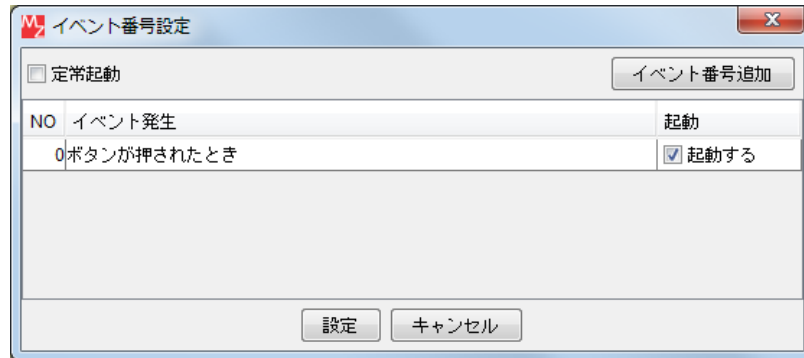 イベント番号設定
定常起動 イベント番号追加
NO イベント発生 起動
0 ボタンが押されたとき 起動する
設定 キャンセル